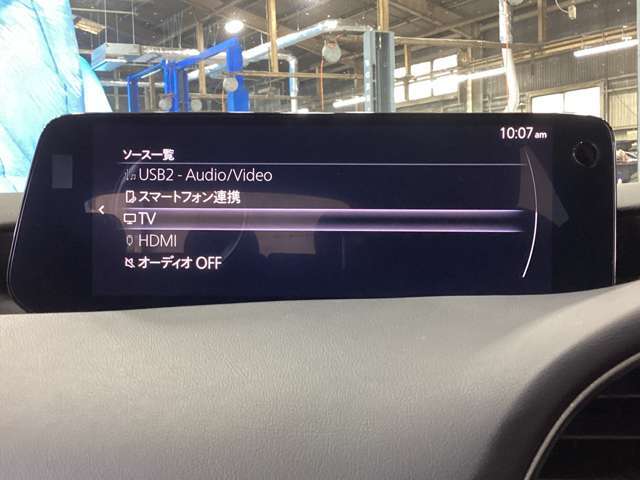 10:07 am
ソース一覧
USB2 - Audio/Video
スマートフォン連携
TV
HDMI
オーディオ OFF